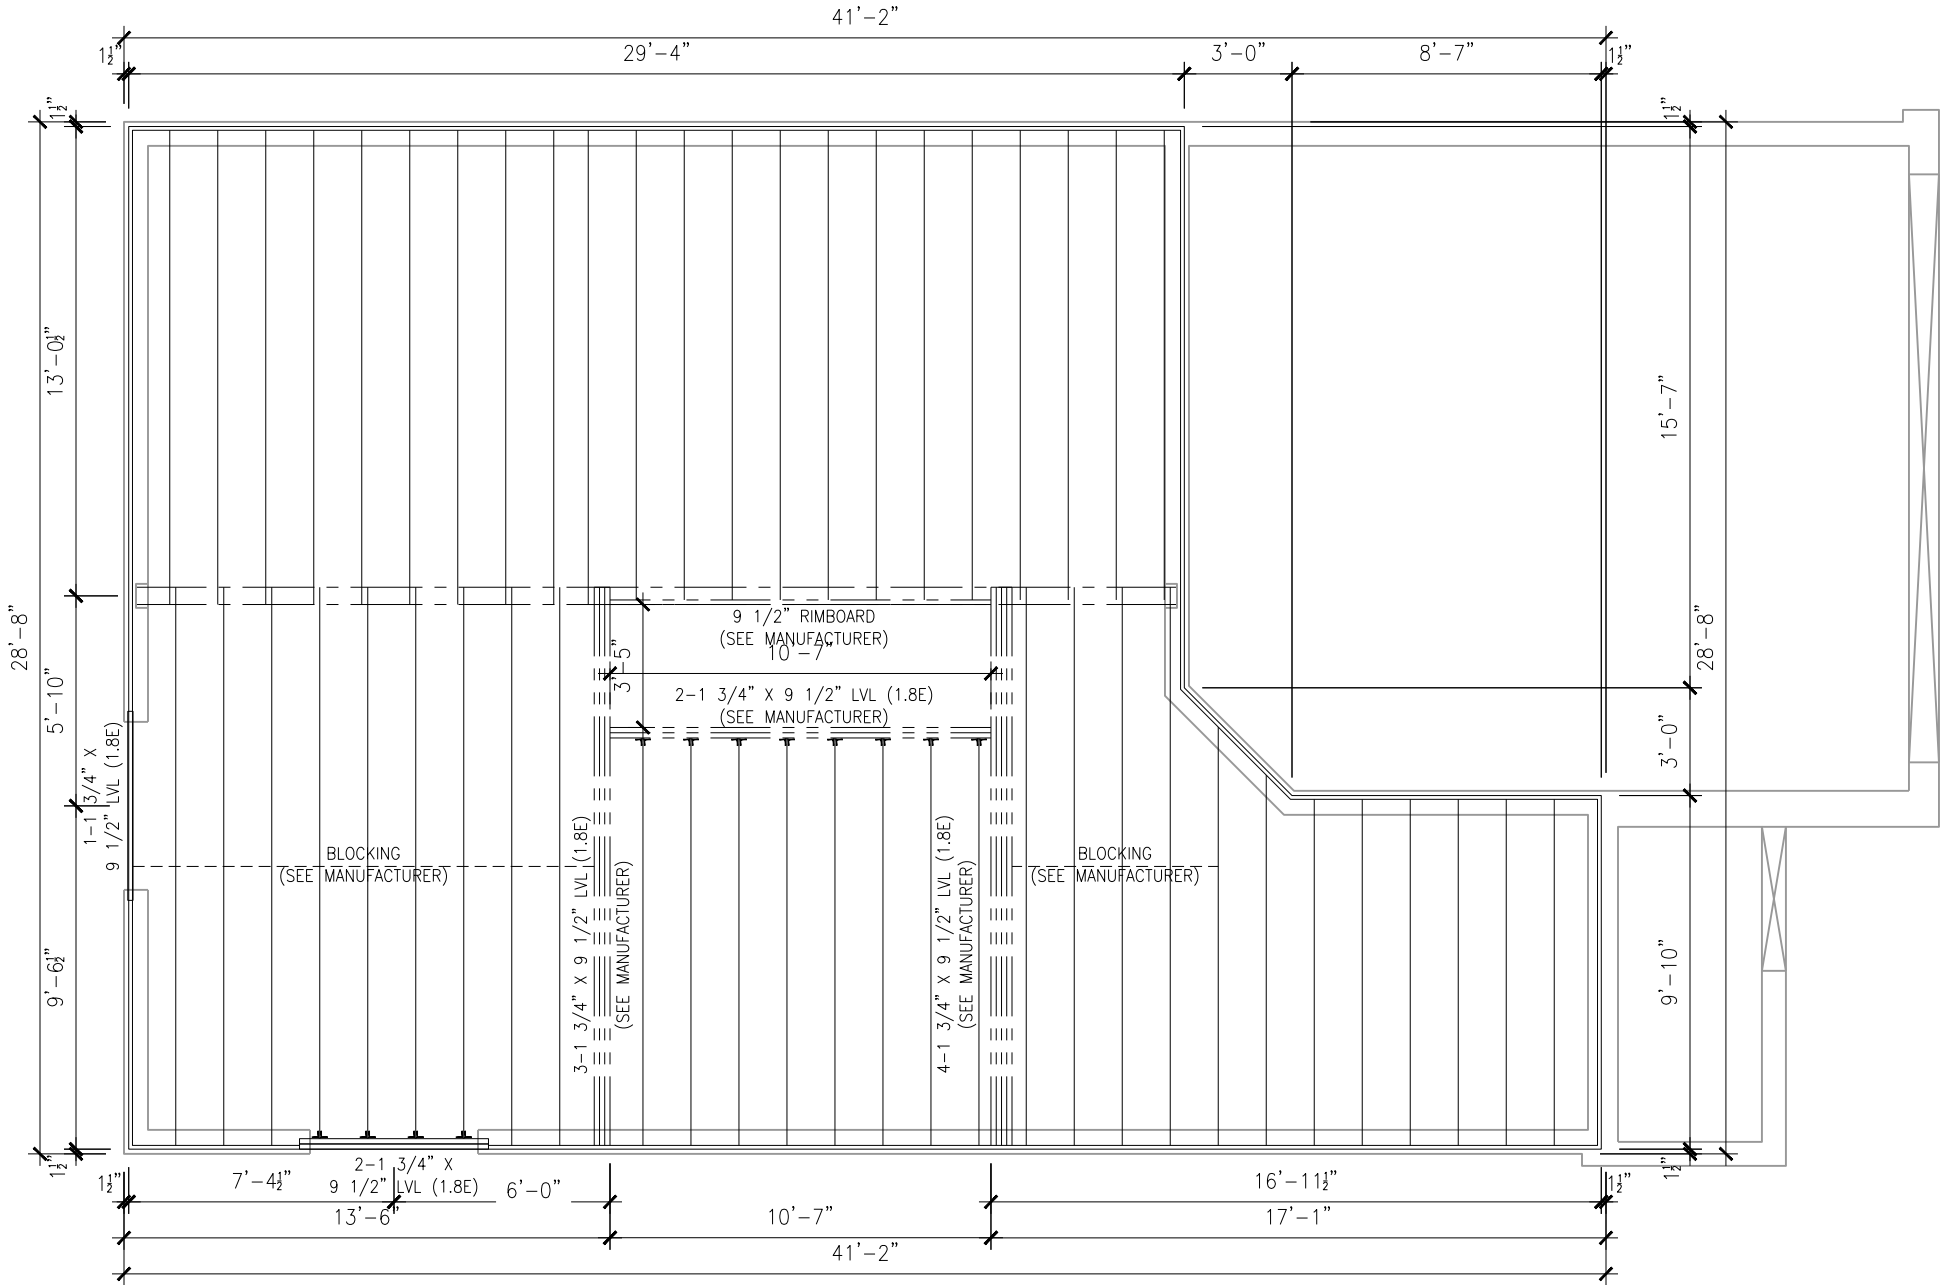 41'-2"
1½"
29'-4"
3'-0"
8'-7"
1½"
1½"
1½"
13'-0½"
15'-7"
28'-8"
28'-8"
9 1/2" RIMBOARD
(SEE MANUFACTURER)
10'-7"
3'-5"
5'-10"
2-1 3/4" X 9 1/2" LVL (1.8E)
(SEE MANUFACTURER)
3'-0"
1-1 3/4" X
9 1/2" LVL (1.8E)
BLOCKING
(SEE MANUFACTURER)
BLOCKING
(SEE MANUFACTURER)
3-1 3/4" X 9 1/2" LVL (1.8E)
(SEE MANUFACTURER)
4-1 3/4" X 9 1/2" LVL (1.8E)
(SEE MANUFACTURER)
9'-6½"
9'-10"
1½"
1½"
1½"
7'-4½"
2-1 3/4" X
9 1/2" LVL (1.8E)
6'-0"
16'-11½"
1½"
13'-6"
10'-7"
17'-1"
41'-2"